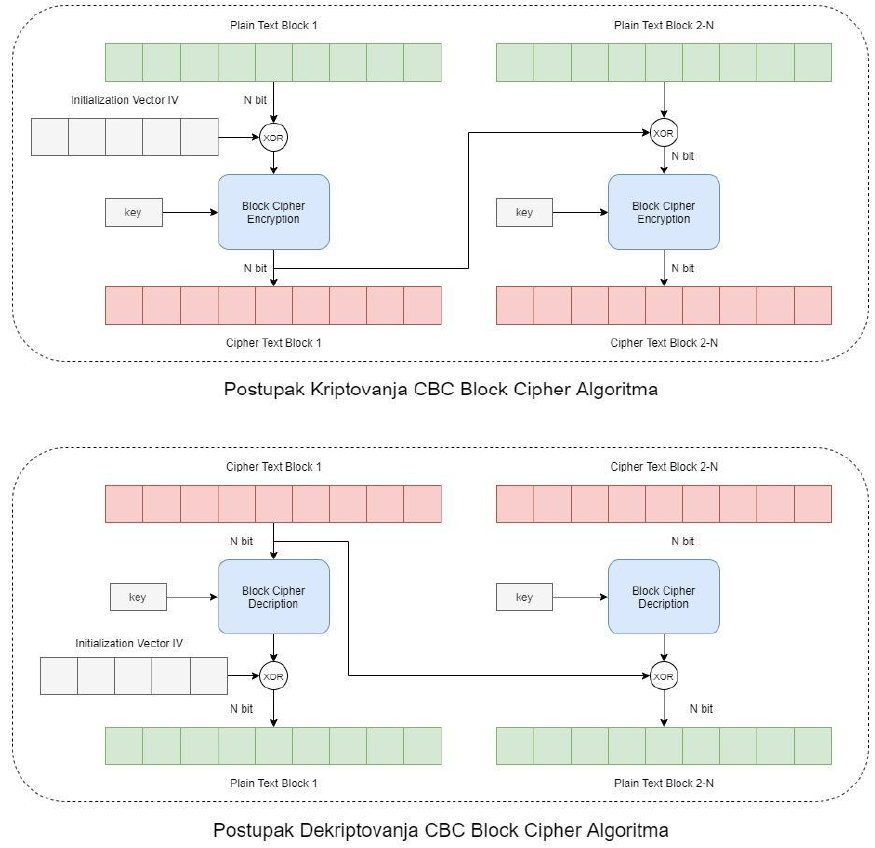 Plain Text Block 1
Plain Text Block 2-N
Initialization Vector IV
N bit
XOR
XOR
N bit
key
Block Cipher
Encryption
key
Block Cipher
Encryption
N bit
N bit
Cipher Text Block 1
Cipher Text Block 2-N
Postupak Kriptovanja CBC Block Cipher Algoritma
Cipher Text Block 1
Cipher Text Block 2-N
N bit
N bit
key
Block Cipher
Decription
key
Block Cipher
Decription
Initialization Vector IV
XOR
XOR
N bit
N bit
Plain Text Block 1
Plain Text Block 2-N
Postupak Dekriptovanja CBC Block Cipher Algoritma